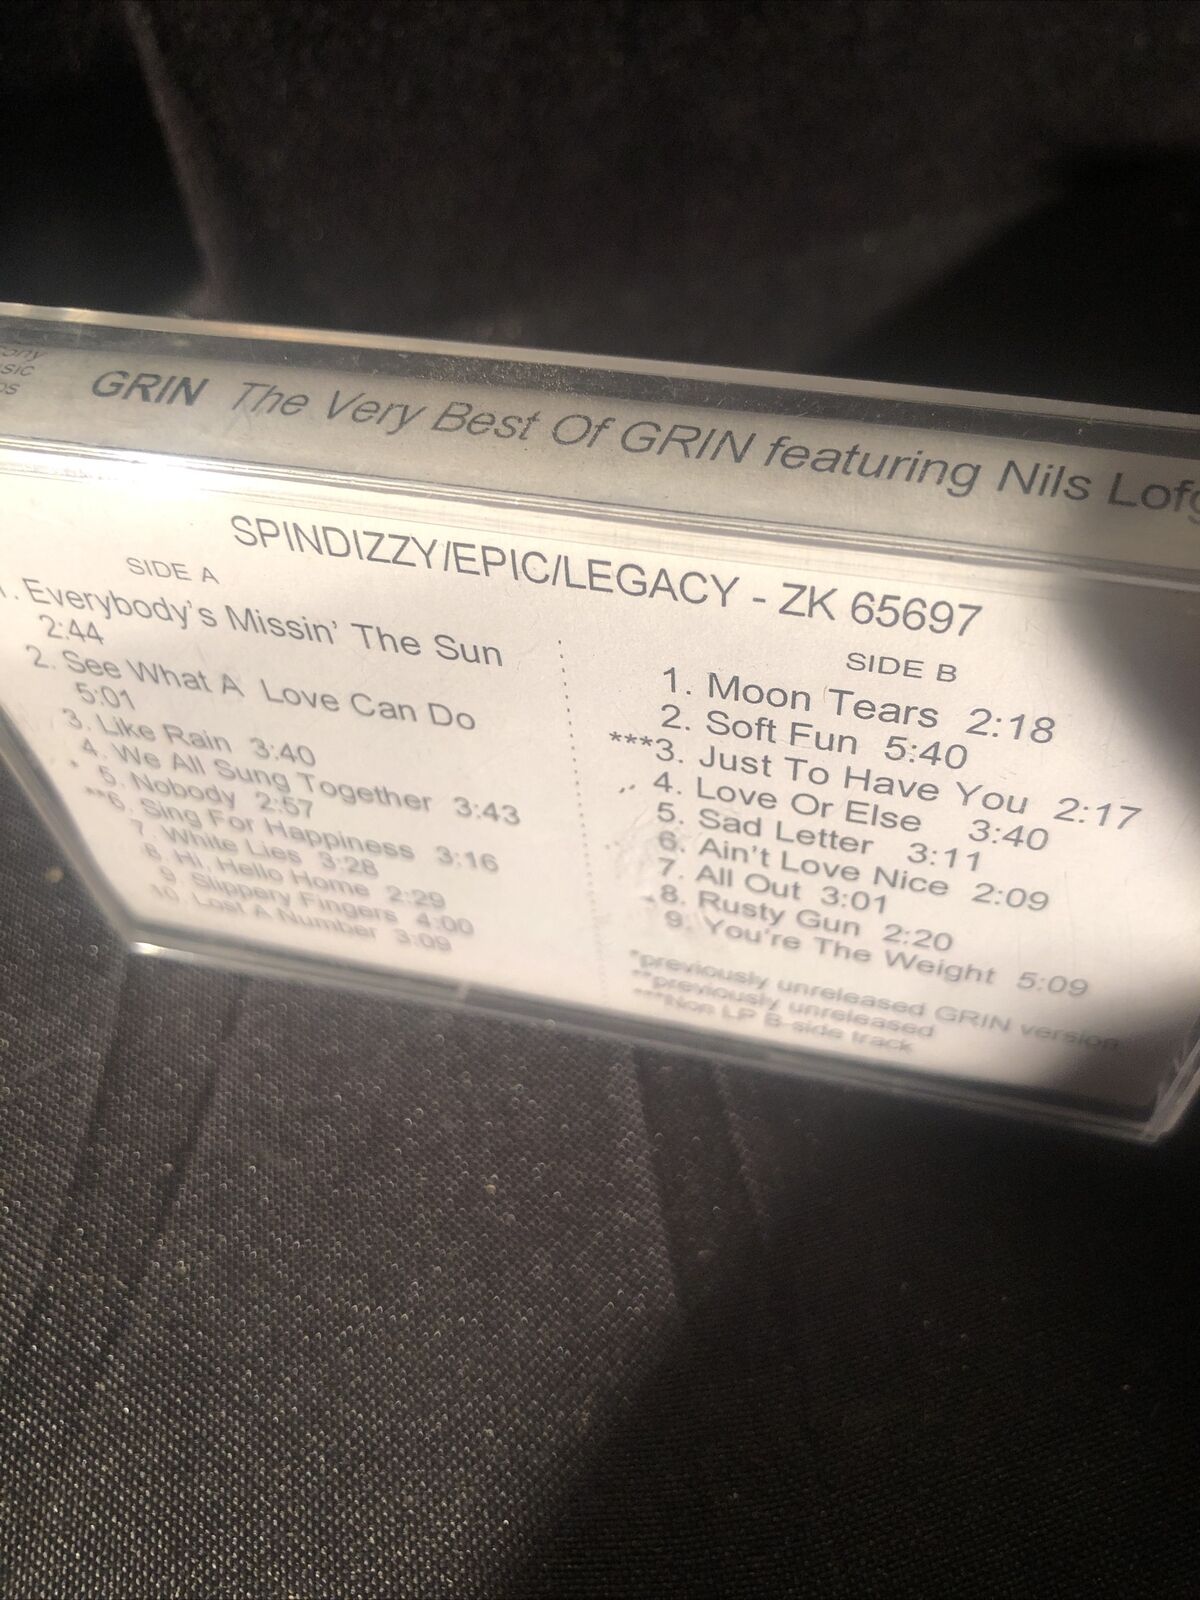 GRIN The Very Best Of GRIN featuring Nils Lofg
SPINDIZZY/EPIC/LEGACY - ZK 65697
SIDE A
1. Everybody's Missin' The Sun
2:44
2. See What A Love Can Do
5:01
3. Like Rain 3:40
4. We All Sung Together 3:43
* 5. Nobody 2:57
**6. Sing For Happiness 3:16
7. White Lies 3:28
8. Hi, Hello Home 2:29
9. Slippery Fingers 4:00
10. Lost A Number 3:09
SIDE B
1. Moon Tears 2:18
2. Soft Fun 5:40
***3. Just To Have You 2:17
4. Love Or Else 3:40
5. Sad Letter 3:11
6. Ain't Love Nice 2:09
7. All Out 3:01
8. Rusty Gun 2:20
9. You're The Weight 5:09
*previously unreleased GRIN version
**previously unreleased
***Non LP B-side track